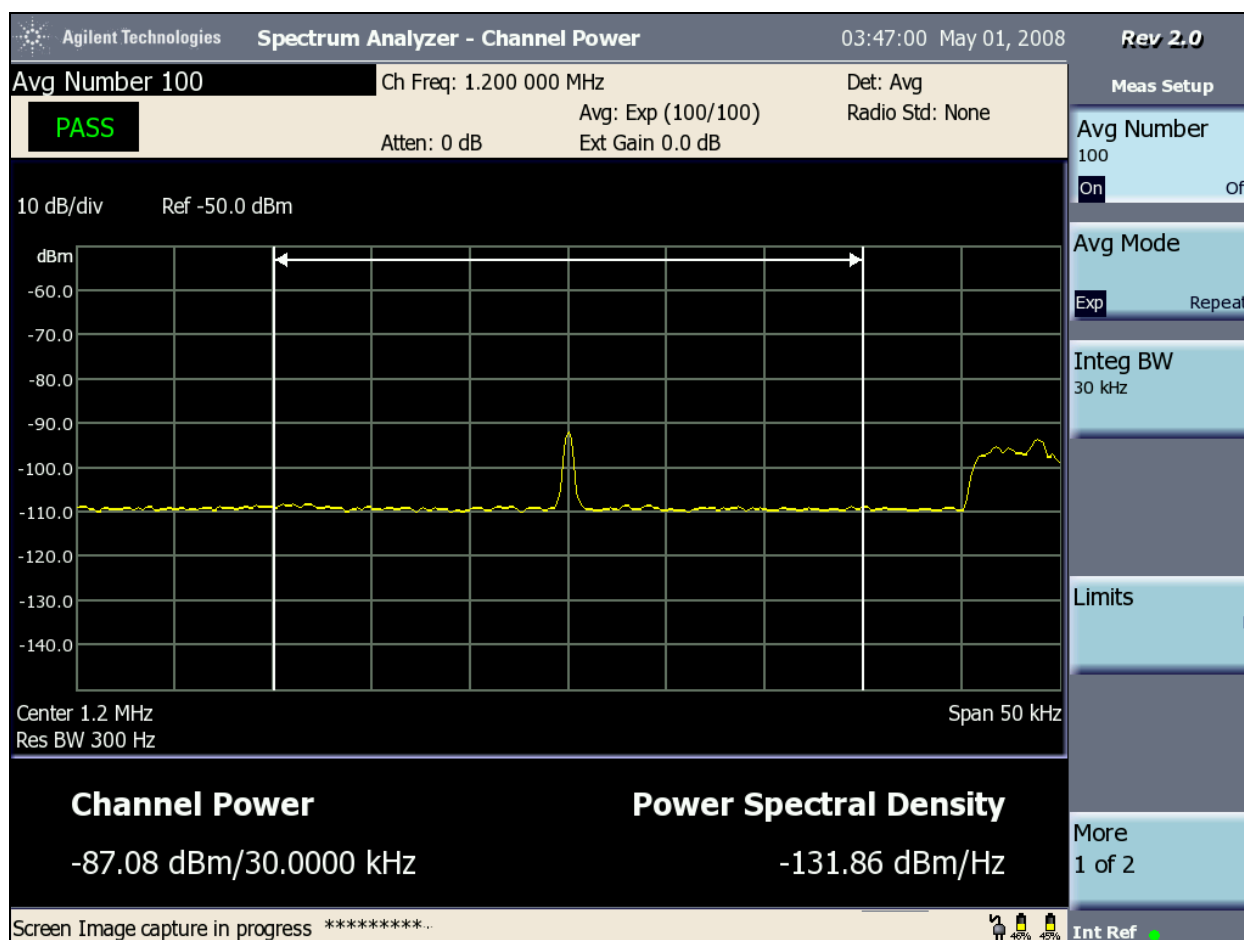 Agilent Technologies Spectrum Analyzer - Channel Power 03:47:00 May 01, 2008 Rev 2.0
Avg Number 100 Ch Freq: 1.200 000 MHz Det: Avg Meas Setup
PASS Avg: Exp (100/100) Radio Std: None
Atten: 0 dB Ext Gain 0.0 dB
Avg Number
100
On Of
10 dB/div Ref -50.0 dBm
Avg Mode
Exp Repeat
dBm
-60.0
-70.0
-80.0
-90.0
-100.0
-110.0
-120.0
-130.0
-140.0
Integ BW
30 kHz
Limits
Center 1.2 MHz Span 50 kHz
Res BW 300 Hz
Channel Power Power Spectral Density
-87.08 dBm/30.0000 kHz -131.86 dBm/Hz
More
1 of 2
Screen Image capture in progress *********.. 46% 45% Int Ref